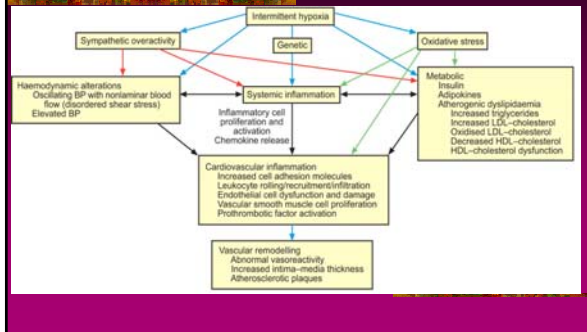 Intermittent hypoxia
Sympathetic overactivity
Genetic
Oxidative stress
Haemodynamic alterations
Oscillating BP with nonlaminar blood
flow (disordered shear stress)
Elevated BP
Systemic inflammation
Inflammatory cell
proliferation and
activation
Chemokine release
Metabolic
Insulin
Adipokines
Atherogenic dyslipidaemia
Increased triglycerides
Increased LDL–cholesterol
Oxidised LDL–cholesterol
Decreased HDL–cholesterol
HDL–cholesterol dysfunction
Cardiovascular inflammation
Increased cell adhesion molecules
Leukocyte rolling/recruitment/infiltration
Endothelial cell dysfunction and damage
Vascular smooth muscle cell proliferation
Prothrombotic factor activation
Vascular remodelling
Abnormal vasoreactivity
Increased intima–media thickness
Atherosclerotic plaques